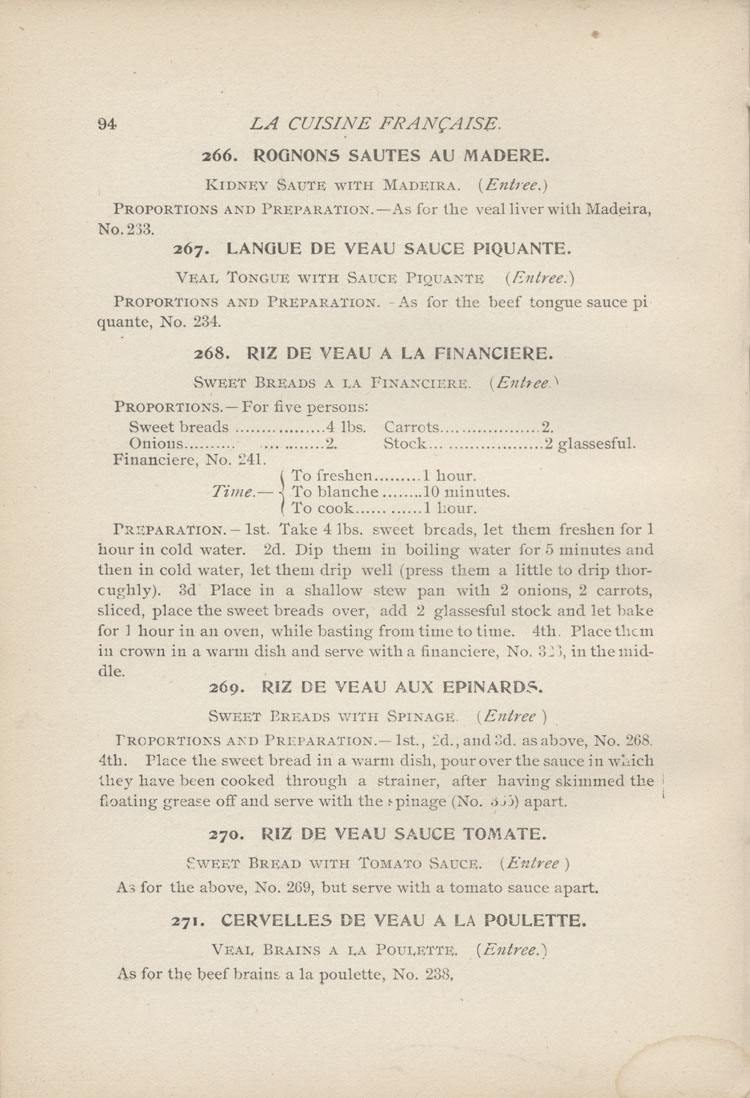 94 LA CUISINE FRANÇAISE.
266. ROGNONS SAUTES AU MADERE.
KIDNEY SAUTE WITH MADEIRA. (Entree.)
PROPORTIONS AND PREPARATION.—As for the veal liver with Madeira,
No. 233.
267. LANGUE DE VEAU SAUCE PIQUANTE.
VEAL TONGUE WITH SAUCE PIQUANTE (Entree.)
PROPORTIONS AND PREPARATION. - As for the beef tongue sauce pi
quante, No. 234.
268. RIZ DE VEAU A LA FINANCIERE.
SWEET BREADS A LA FINANCIERE. (Entree.)
PROPORTIONS.—For five persons:
Sweet breads ................4 lbs. Carrots..................2.
Onions.......... ... ........2. Stock... .................2 glassesful.
Financiere, No. 241.
To freshen.........1 hour.
Time.— To blanche ........10 minutes.
To cook............1 hour.
PREPARATION. – 1st. Take 4 lbs. sweet breads, let them freshen for 1
hour in cold water. 2d. Dip them in boiling water for 5 minutes and
then in cold water, let them drip well (press them a little to drip thor-
oughly). 3d Place in a shallow stew pan with 2 onions, 2 carrots,
sliced, place the sweet breads over, add 2 glassesful stock and let bake
for 1 hour in an oven, while basting from time to time. 4th. Place them
in crown in a warm dish and serve with a financiere, No. in the mid-
dle.
269. RIZ DE VEAU AUX EPINARDS.
SWEET BREADS WITH SPINAGE. (Entree )
PROPORTIONS AND PREPARATION.—1st., 2d., and 3d. as above, No. 268.
4th. Place the sweet bread in a warm dish, pour over the sauce in which
they have been cooked through a strainer, after having skimmed the
floating grease off and serve with the spinage (No. ) apart.
270. RIZ DE VEAU SAUCE TOMATE.
SWEET BREAD WITH TOMATO SAUCE. (Entree )
As for the above, No. 269, but serve with a tomato sauce apart.
271. CERVELLES DE VEAU A LA POULETTE.
VEAL BRAINS A LA POULETTE. (Entree.)
As for the beef brains a la poulette, No. 238,